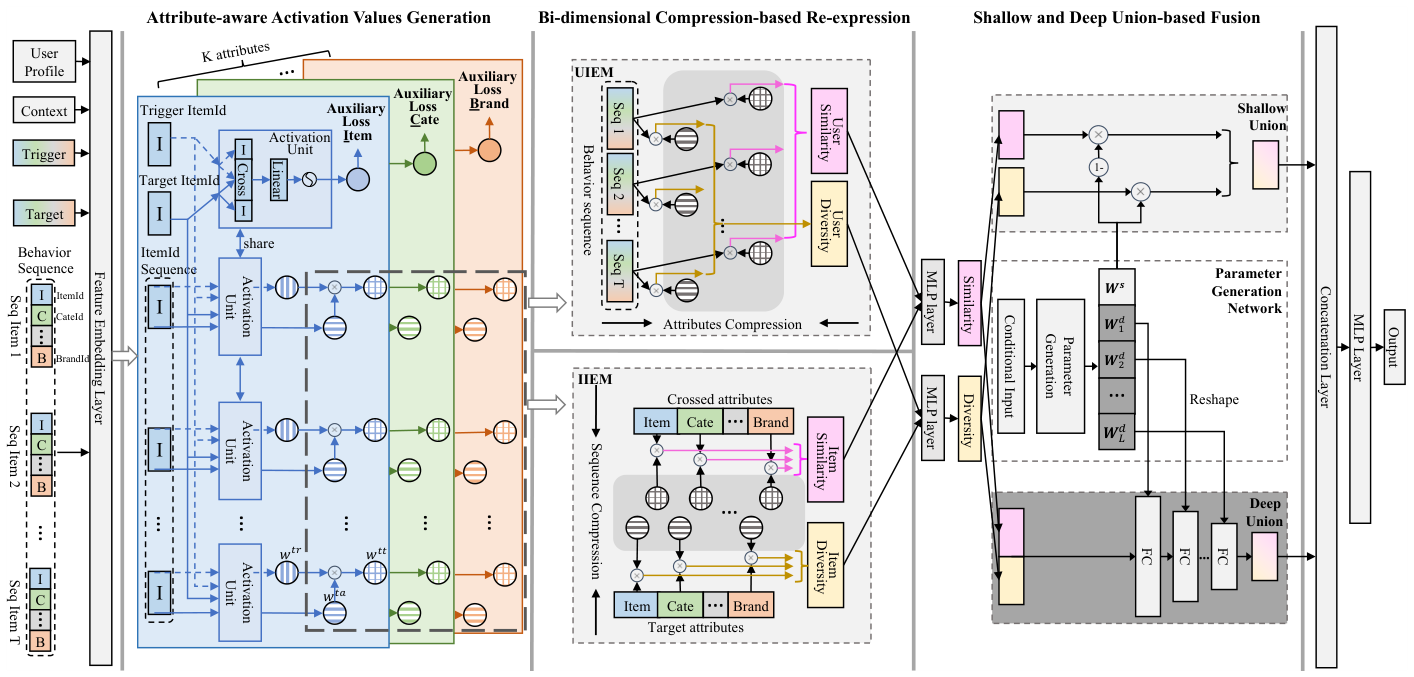 Attribute-aware Activation Values Generation
Bi-dimensional Compression-based Re-expression
Shallow and Deep Union-based Fusion
User
Profile
Context
Trigger
Target
Behavior
Sequence
I
ItemId
C
CateId
...
B
BrandId
Seq Item 1
I
C
...
B
Seq Item 2
...
I
C
...
B
Seq Item T
Feature Embedding Layer
K attributes
...
Trigger ItemId
I
Target ItemId
I
ItemId
Sequence
I
I
...
I
I
Cross
I
Linear
Activation
Unit
share
Auxiliary
Loss
Item
Auxiliary
Loss
Cate
Auxiliary
Loss
Brand
Activation
Unit
Activation
Unit
...
Activation
Unit
...
...
...
w^tr
w^tt
w^ta
UIEM
Behavior sequence
Seq 1
Seq 2
...
Seq T
...
User
Similarity
User
Diversity
Attributes Compression
IIEM
Sequence Compression
Crossed attributes
Item
Cate
...
Brand
...
Item
Similarity
Item
Diversity
Item
Cate
...
Brand
Target attributes
MLP layer
Similarity
MLP layer
Diversity
Shallow
Union
1-
Parameter
Generation
Network
Conditional Input
Parameter
Generation
W^s
W_1^d
W_2^d
...
W_L^d
Reshape
Deep
Union
FC
FC
...
FC
Concatenation Layer
MLP Layer
Output